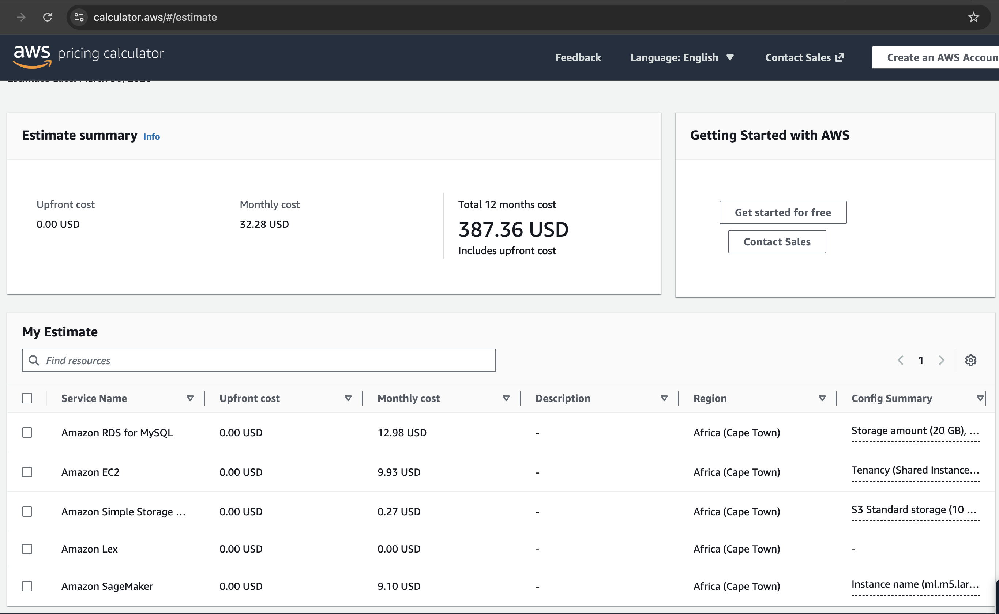 calculator.aws/#/estimate
aws pricing calculator
Feedback
Language: English
Contact Sales
Create an AWS Accoun
Estimate summary Info
Getting Started with AWS
Upfront cost
0.00 USD
Monthly cost
32.28 USD
Total 12 months cost
387.36 USD
Includes upfront cost
Get started for free
Contact Sales
My Estimate
Find resources
1
Service Name Upfront cost Monthly cost Description Region Config Summary
Amazon RDS for MySQL 0.00 USD 12.98 USD - Africa (Cape Town) Storage amount (20 GB), ...
Amazon EC2 0.00 USD 9.93 USD - Africa (Cape Town) Tenancy (Shared Instance...
Amazon Simple Storage ... 0.00 USD 0.27 USD - Africa (Cape Town) S3 Standard storage (10 ...
Amazon Lex 0.00 USD 0.00 USD - Africa (Cape Town) -
Amazon SageMaker 0.00 USD 9.10 USD - Africa (Cape Town) Instance name (ml.m5.lar...